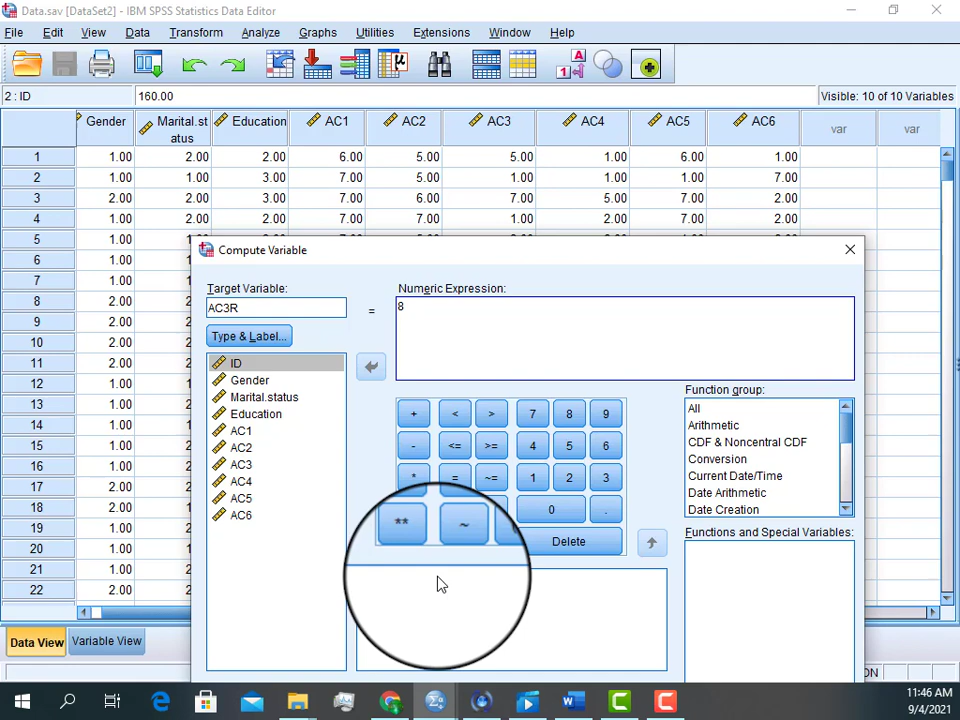 Data.sav [DataSet2] - IBM SPSS Statistics Data Editor
File Edit View Data Transform Analyze Graphs Utilities Extensions Window Help
2 : ID 160.00 Visible: 10 of 10 Variables
Gender Marital.st Education AC1 AC2 AC3 AC4 AC5 AC6 var var
atus
1 1.00 2.00 2.00 6.00 5.00 5.00 1.00 6.00 1.00
2 1.00 1.00 3.00 7.00 5.00 1.00 1.00 1.00 7.00
3 2.00 2.00 3.00 7.00 6.00 7.00 5.00 7.00 2.00
4 1.00 2.00 2.00 7.00 7.00 1.00 2.00 7.00 2.00
5 1.00
6 1.00
7 1.00
8 2.00
9 2.00
10 2.00
11 2.00
12 1.00
13 1.00
14 1.00
15 1.00
16 1.00
17 1.00
18 1.00
19 1.00
20 1.00
21 1.00
22 2.00
Compute Variable
Target Variable: Numeric Expression:
AC3R = 8
Type & Label...
ID
Gender
Marital.status
Education
AC1
AC2
AC3
AC4
AC5
AC6
+ < > 7 8 9
- <= >= 4 5 6
* = ~= 1 2 3
0 .
** ~
Delete
Function group:
All
Arithmetic
CDF & Noncentral CDF
Conversion
Current Date/Time
Date Arithmetic
Date Creation
Functions and Special Variables:
Data View Variable View
ON
11:46 AM
9/4/2021